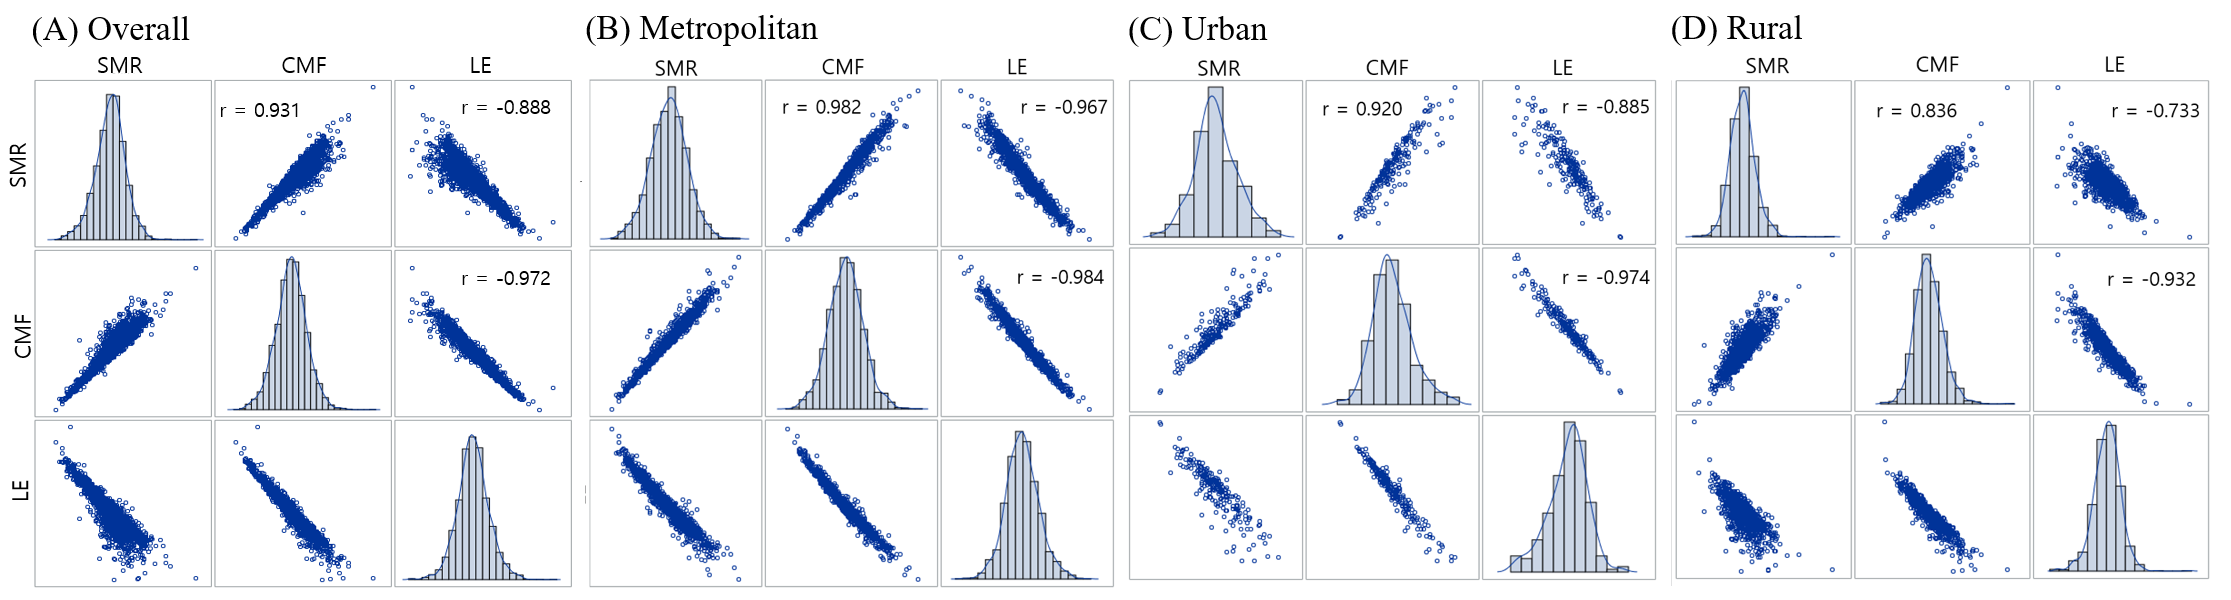 (A) Overall
SMR CMF LE
SMR
r = 0.931
r = -0.888
CMF
r = -0.972
LE
(B) Metropolitan
SMR CMF LE
r = 0.982
r = -0.967
r = -0.984
(C) Urban
SMR CMF LE
r = 0.920
r = -0.885
r = -0.974
(D) Rural
SMR CMF LE
r = 0.836
r = -0.733
r = -0.932